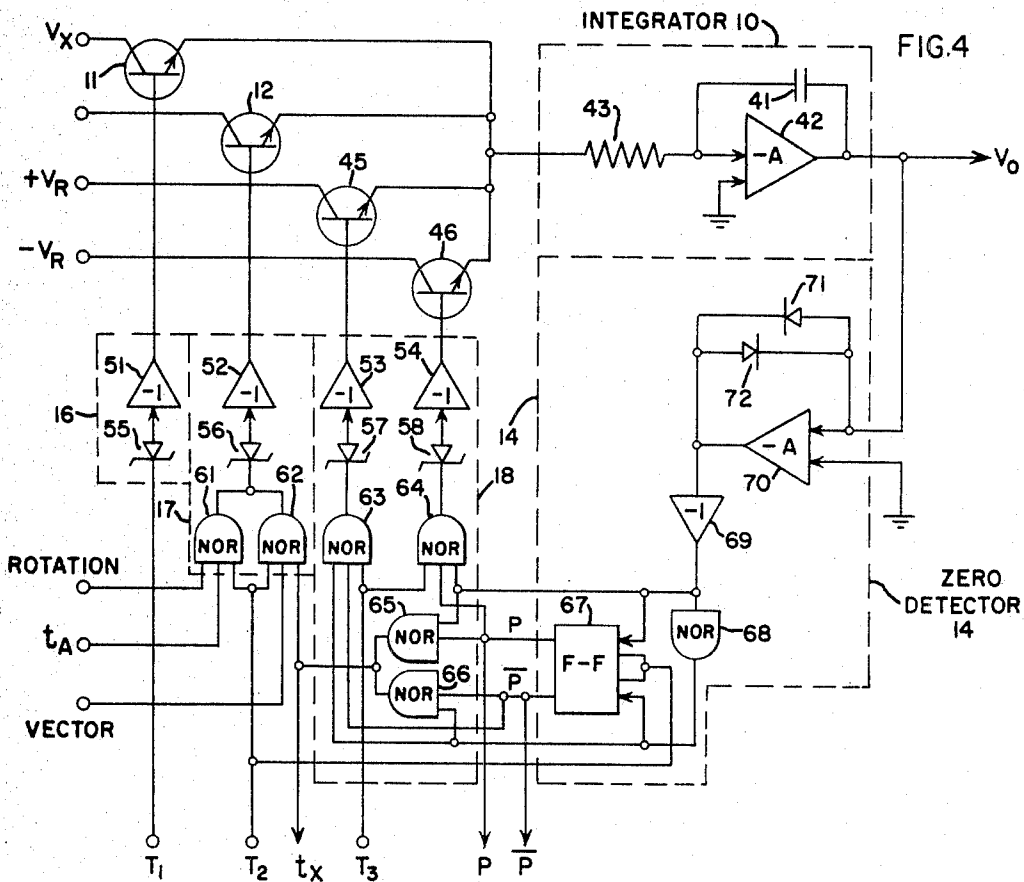 INTEGRATOR 10
FIG.4
VX
11
12
41
42
43
-A
V0
+VR
45
-VR
46
71
72
51
52
53
54
-1
-1
-1
-1
16
14
-A
70
55
56
57
58
18
61
62
63
64
17
-1
69
NOR
NOR
NOR
NOR
ROTATION
ZERO
DETECTOR
14
65
67
NOR
68
tA
NOR
P
F-F
66
P̅
NOR
VECTOR
T1
T2
tX
T3
P
P̅